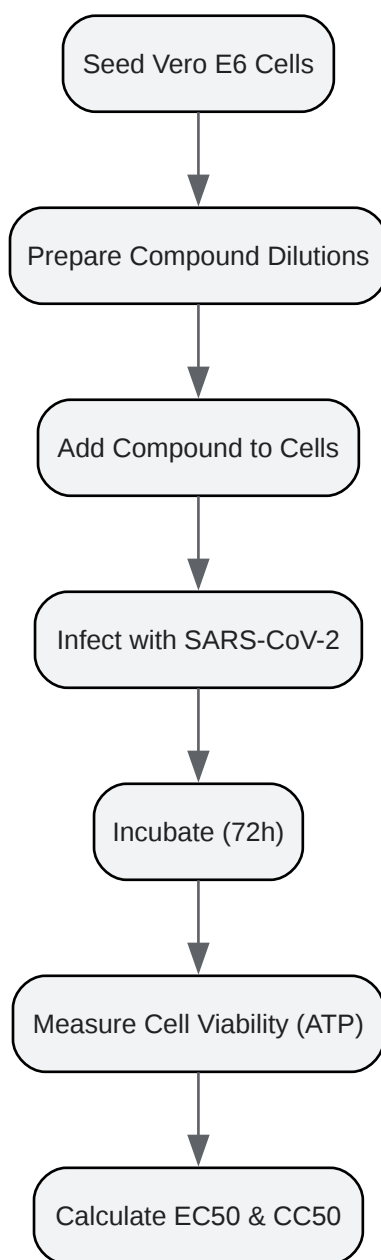 Seed Vero E6 Cells
Prepare Compound Dilutions
Add Compound to Cells
Infect with SARS-CoV-2
Incubate (72h)
Measure Cell Viability (ATP)
Calculate EC50 & CC50